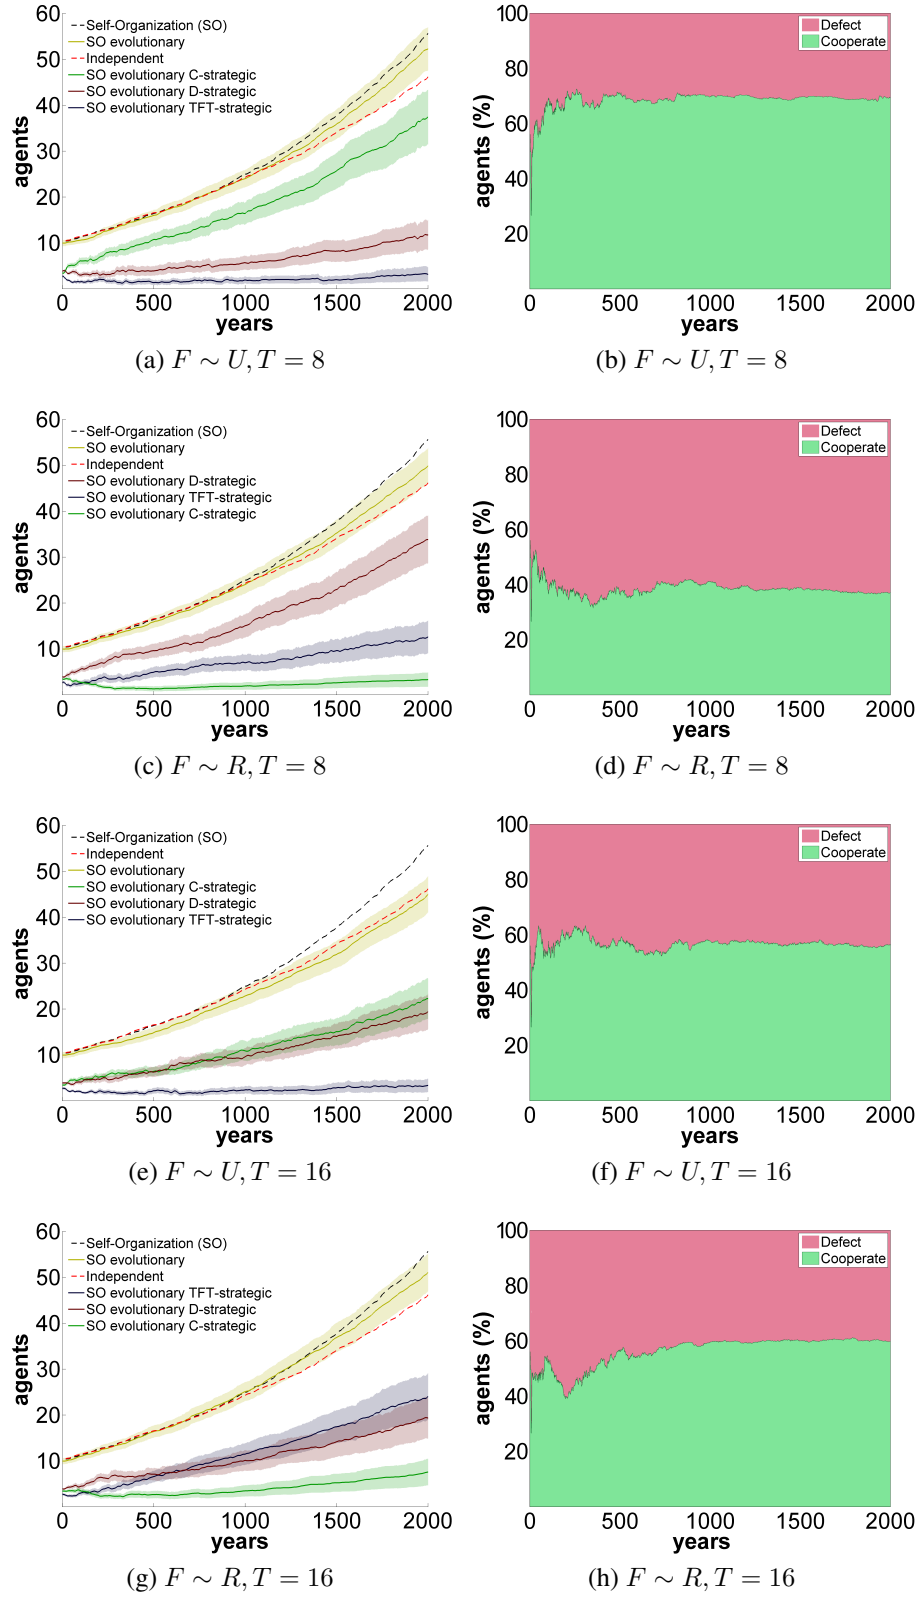 60
50
40
30
20
10
0 500 1000 1500 2000
agents
years
Self-Organization (SO)
SO evolutionary
Independent
SO evolutionary C-strategic
SO evolutionary D-strategic
SO evolutionary TFT-strategic
(a) F ∼ U, T = 8
100
80
60
40
20
0 500 1000 1500 2000
agents (%)
years
Defect
Cooperate
(b) F ∼ U, T = 8
60
50
40
30
20
10
0 500 1000 1500 2000
agents
years
Self-Organization (SO)
SO evolutionary
Independent
SO evolutionary D-strategic
SO evolutionary TFT-strategic
SO evolutionary C-strategic
(c) F ∼ R, T = 8
100
80
60
40
20
0 500 1000 1500 2000
agents (%)
years
Defect
Cooperate
(d) F ∼ R, T = 8
60
50
40
30
20
10
0 500 1000 1500 2000
agents
years
Self-Organization (SO)
Independent
SO evolutionary
SO evolutionary C-strategic
SO evolutionary D-strategic
SO evolutionary TFT-strategic
(e) F ∼ U, T = 16
100
80
60
40
20
0 500 1000 1500 2000
agents (%)
years
Defect
Cooperate
(f) F ∼ U, T = 16
60
50
40
30
20
10
0 500 1000 1500 2000
agents
years
Self-Organization (SO)
SO evolutionary
Independent
SO evolutionary TFT-strategic
SO evolutionary D-strategic
SO evolutionary C-strategic
(g) F ∼ R, T = 16
100
80
60
40
20
0 500 1000 1500 2000
agents (%)
years
Defect
Cooperate
(h) F ∼ R, T = 16